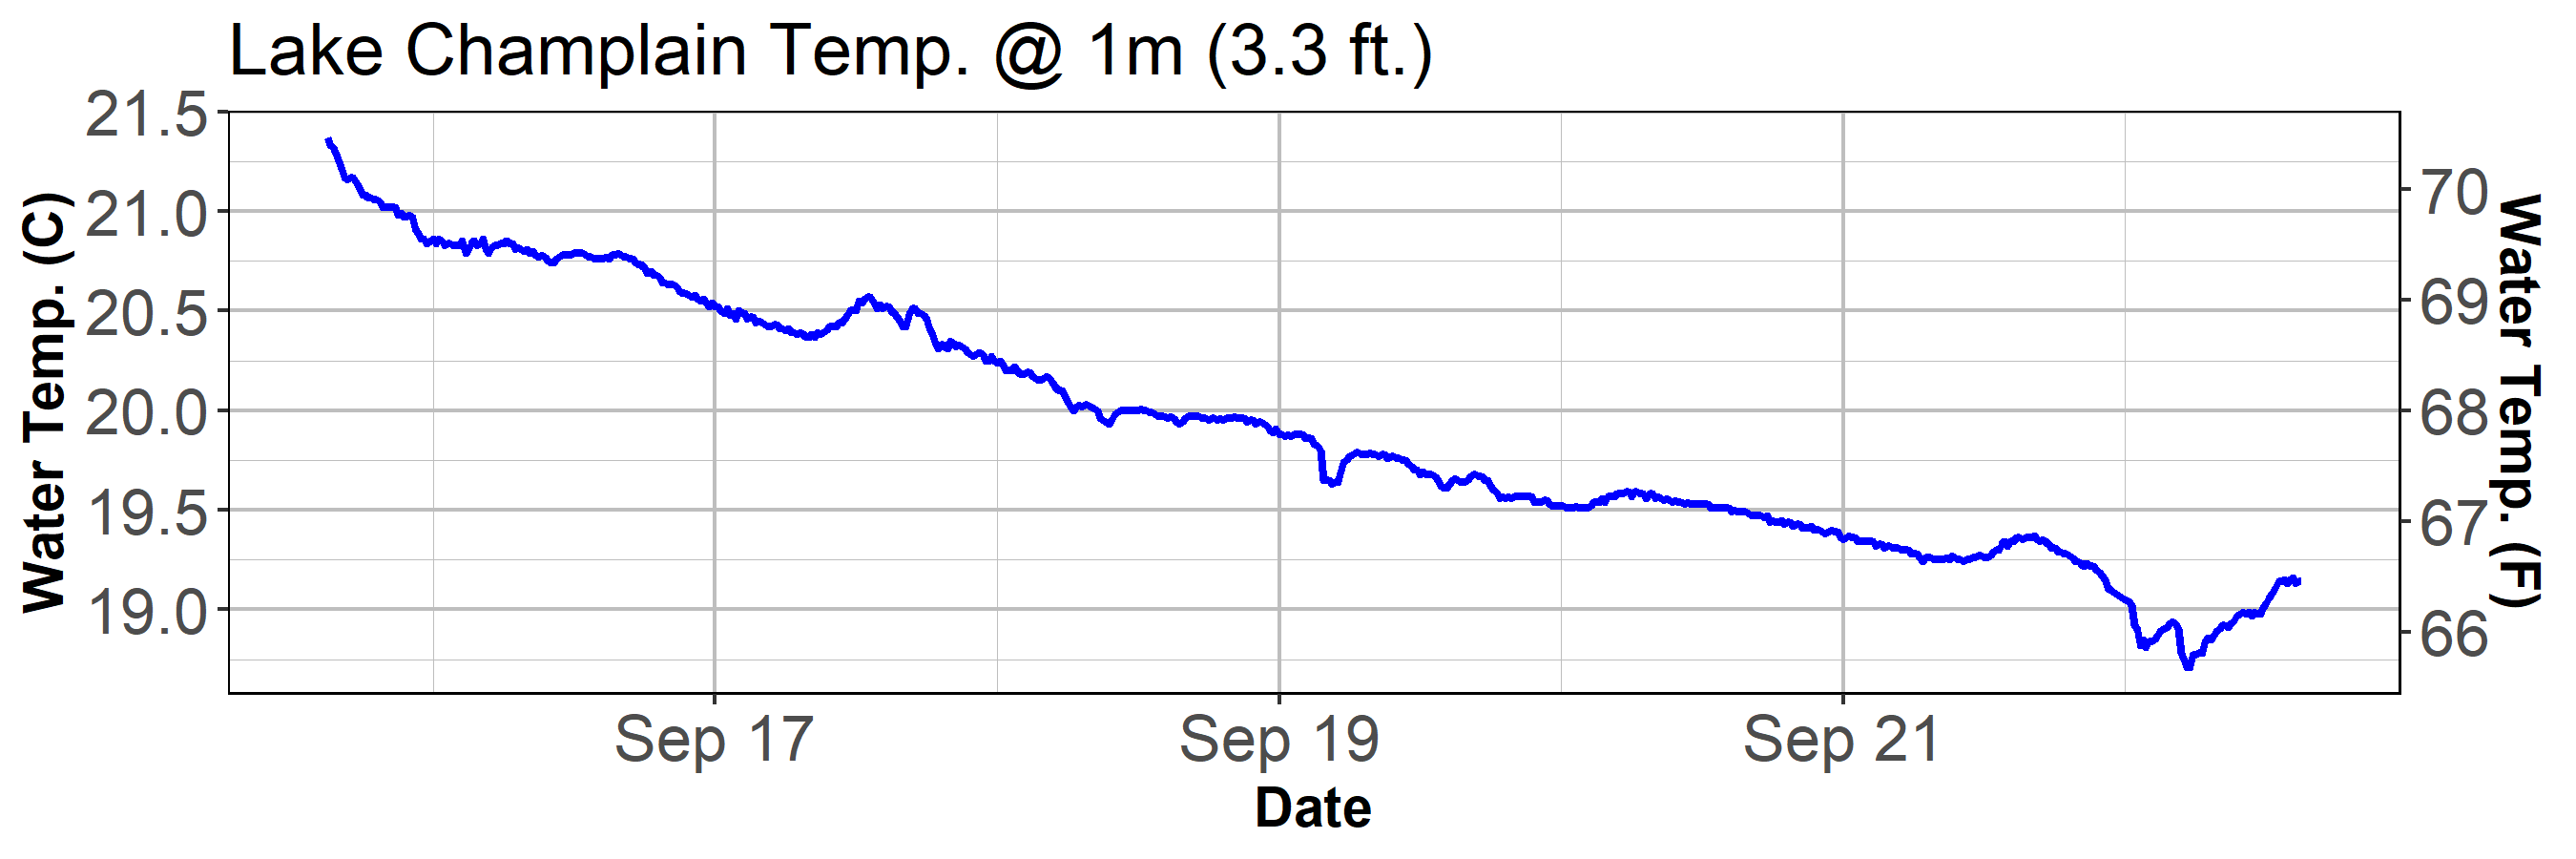 Lake Champlain Temp. @ 1m (3.3 ft.)
Water Temp. (C)
21.5
21.0
20.5
20.0
19.5
19.0
70
69
68
67
66
Water Temp. (F)
Sep 17
Sep 19
Sep 21
Date